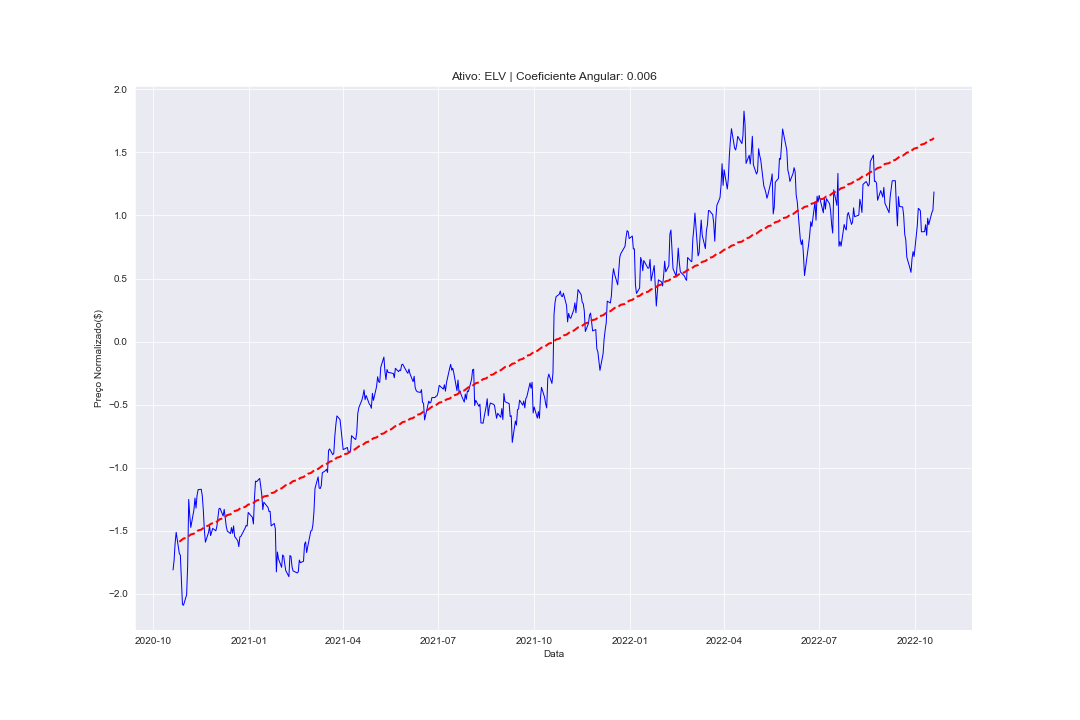 Ativo: ELV | Coeficiente Angular: 0.006
Preço Normalizado($)
2.0
1.5
1.0
0.5
0.0
−0.5
−1.0
−1.5
−2.0
2020-10 2021-01 2021-04 2021-07 2021-10 2022-01 2022-04 2022-07 2022-10
Data